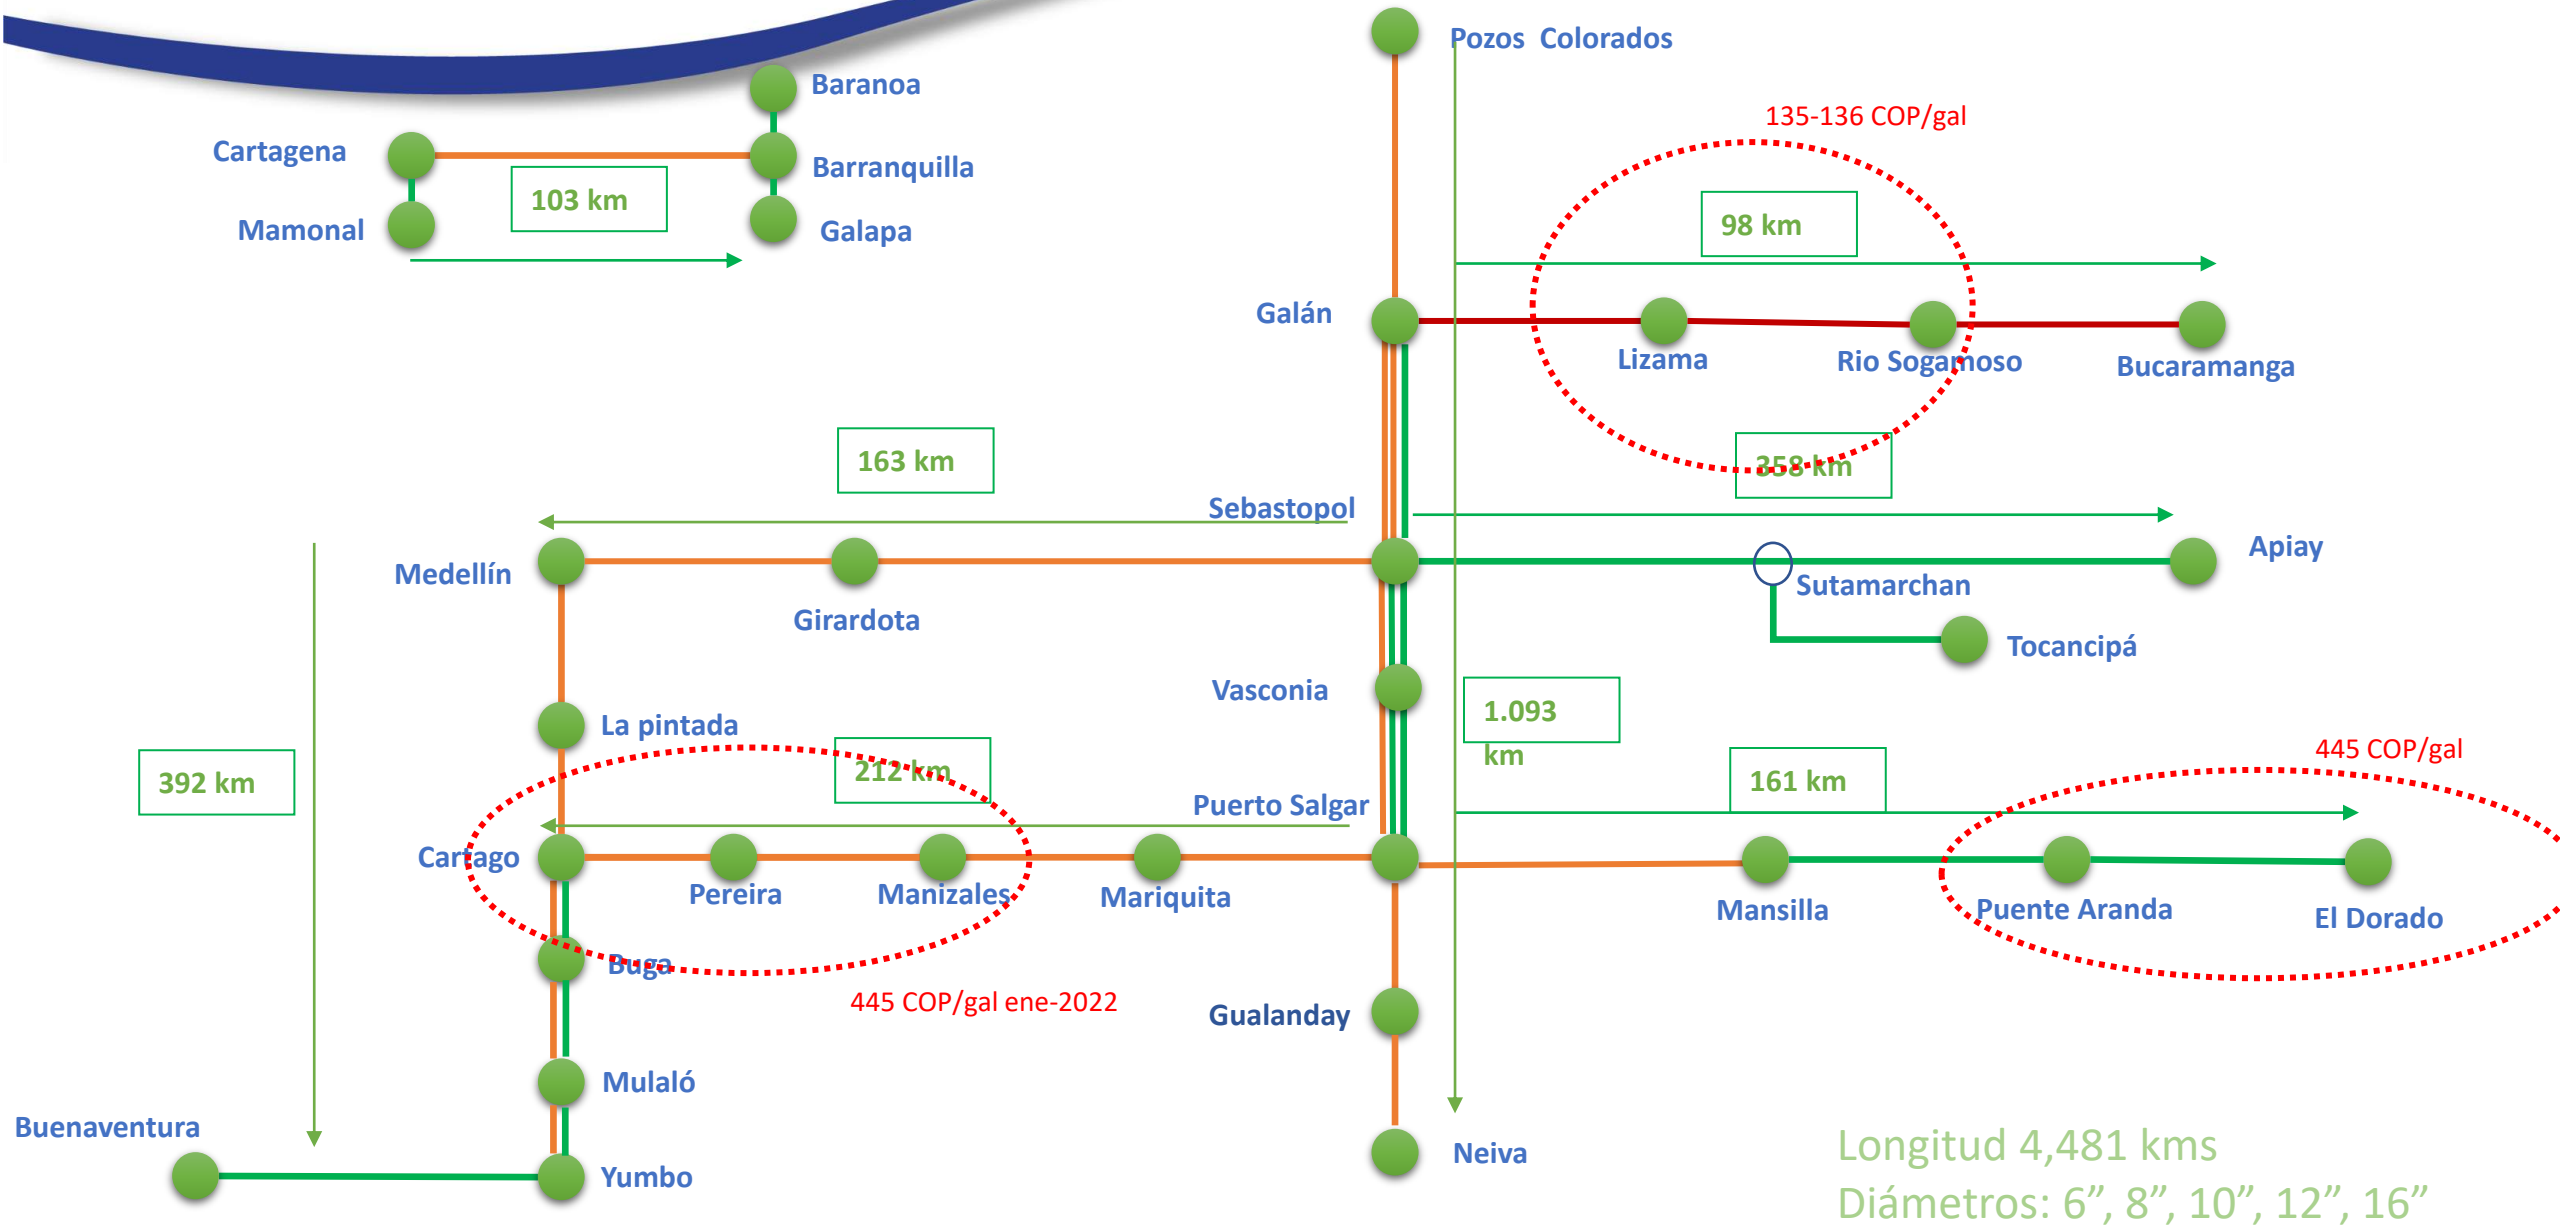 Pozos Colorados
Baranoa
135-136 COP/gal
Cartagena
Barranquilla
103 km
98 km
Mamonal
Galapa
Galán
Lizama
Rio Sogamoso
Bucaramanga
163 km
358 km
Sebastopol
Medellín
Apiay
Sutamarchan
Girardota
Tocancipá
Vasconia
La pintada
1.093
km
445 COP/gal
392 km
212 km
161 km
Puerto Salgar
Cartago
Pereira
Manizales
Mariquita
Mansilla
Puente Aranda
El Dorado
Buga
445 COP/gal ene-2022
Gualanday
Mulaló
Buenaventura
Neiva
Yumbo
Longitud 4,481 kms
Diámetros: 6”, 8”, 10”, 12”, 16”